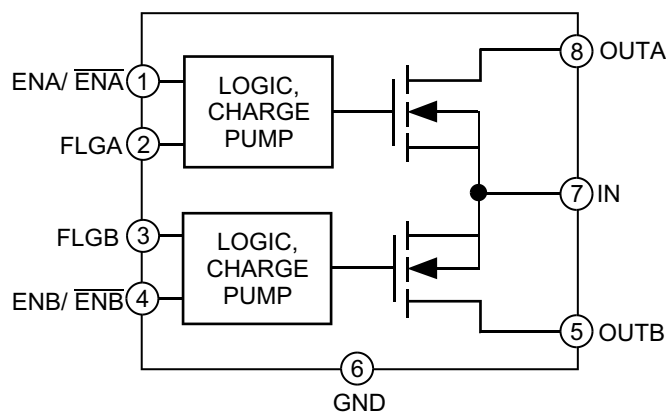 ENA/ ENA
1
FLGA
2
LOGIC,
CHARGE
PUMP
8
OUTA
7
IN
FLGB
3
ENB/ ENB
4
LOGIC,
CHARGE
PUMP
5
OUTB
6
GND